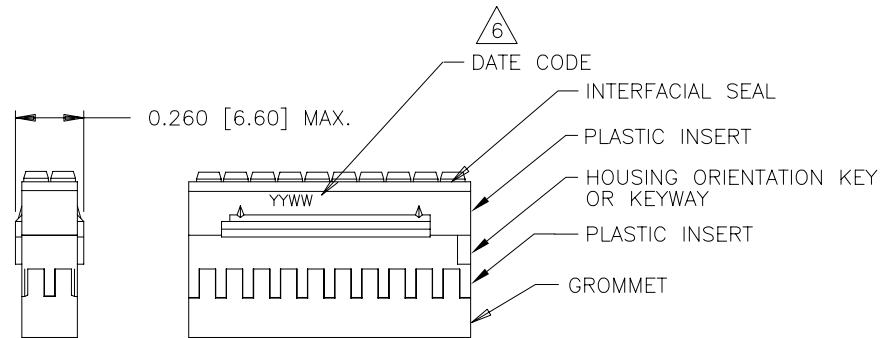 6
DATE CODE
INTERFACIAL SEAL
0.260 [6.60] MAX.
PLASTIC INSERT
HOUSING ORIENTATION KEY
OR KEYWAY
YYWW
PLASTIC INSERT
GROMMET